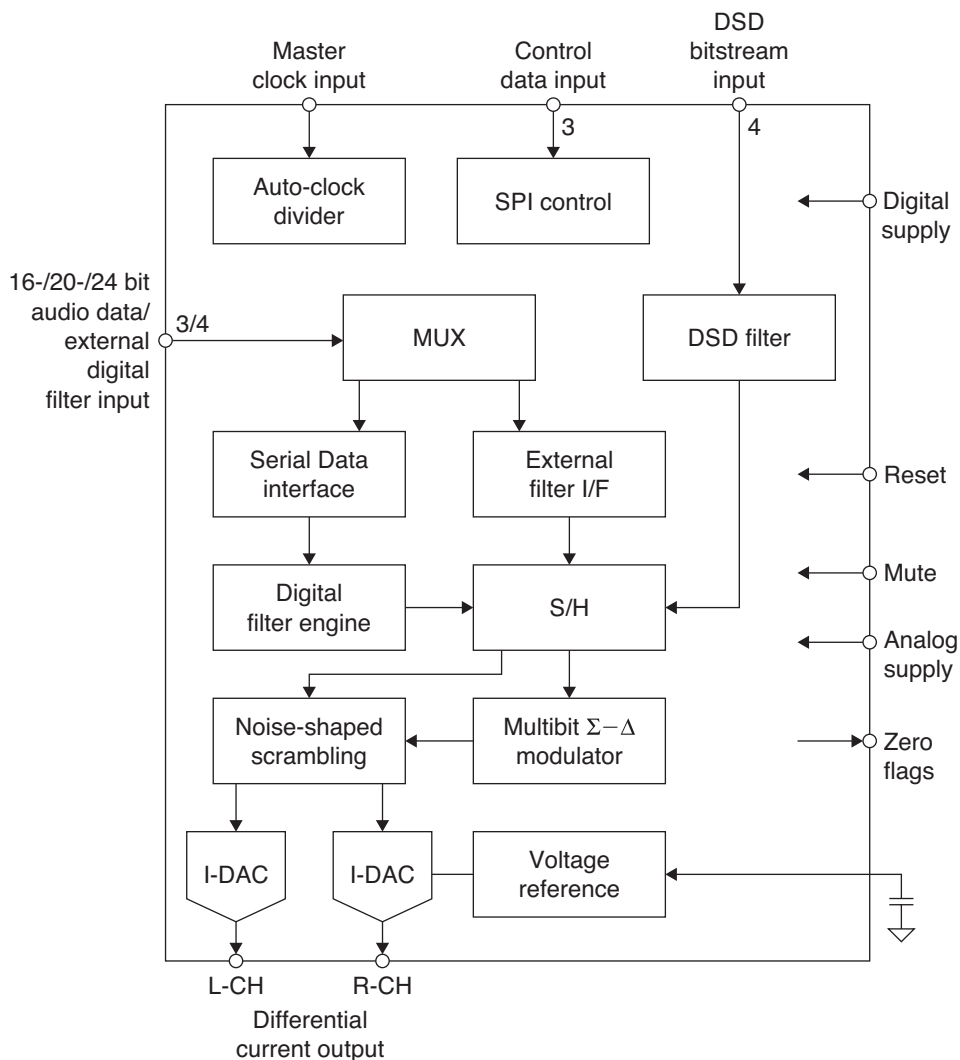 Master
clock input
Control
data input
DSD
bitstream
input
3
4
Auto-clock
divider
SPI control
Digital
supply
16-/20-/24 bit
audio data/
external
digital
filter input
3/4
MUX
DSD filter
Serial Data
interface
External
filter I/F
Reset
Digital
filter engine
S/H
Mute
Analog
supply
Noise-shaped
scrambling
Multibit Σ−Δ
modulator
Zero
flags
I-DAC
I-DAC
Voltage
reference
L-CH
R-CH
Differential
current output